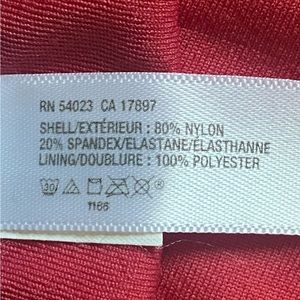 RN 54023 CA 17897
SHELL/EXTÉRIEUR : 80% NYLON
20% SPANDEX/ELASTANE/ELASTHANNE
LINING/DOUBLURE : 100% POLYESTER
30
1166